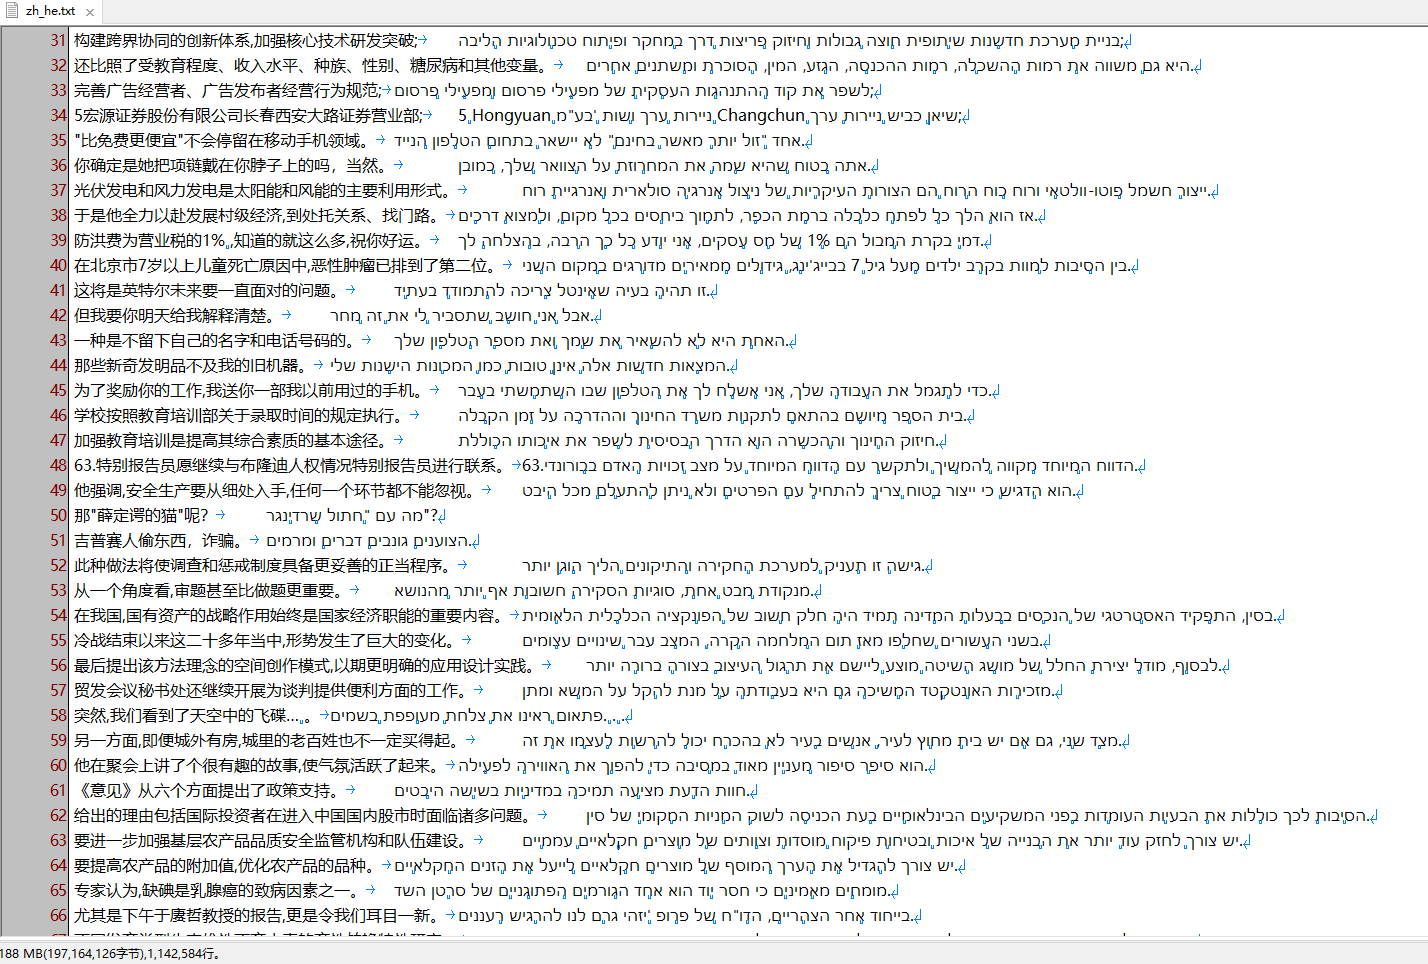 zh_he.txt
31 构建跨界协同的创新体系,加强核心技术研发突破; בניית מערכת חדשנות שיתופית חוצה גבולות וחיזוק פריצות דרך במחקר ופיתוח טכנולוגיות הליבה;
32 还比照了受教育程度、收入水平、种族、性别、糖尿病和其他变量。 היא גם משווה את רמות ההשכלה, רמות ההכנסה, הגזע, המין, הסוכרת ומשתנים אחרים.
33 完善广告经营者、广告发布者经营行为规范; לשפר את קוד ההתנהגות העסקית של מפעילי פרסום ומפעילי פרסום;
34 5宏源证券股份有限公司长春西安大路证券营业部; 5 Hongyuan ניירות ערך ושות 'בע"מ Changchun שיאן כביש ניירות ערך;
35 "比免费更便宜"不会停留在移动手机领域。 אחד "זול יותר מאשר בחינם" לא יישאר בתחום הטלפון הנייד.
36 你确定是她把项链戴在你脖子上的吗，当然。 אתה בטוח שהיא שמה את המחרוזת על הצוואר שלך, כמובן.
37 光伏发电和风力发电是太阳能和风能的主要利用形式。 ייצור חשמל פוטו-וולטאי ורוח כוח הרוח הם הצורות העיקריות של ניצול אנרגיה סולארית ואנרגיית רוח.
38 于是他全力以赴发展村级经济,到处托关系、找门路。 אז הוא הלך כל לפתח כלכלה ברמת הכפר, לתמוך ביחסים בכל מקום, ולמצוא דרכים.
39 防洪费为营业税的1% ,知道的就这么多,祝你好运。 דמי בקרת המבול הם 1% של מס עסקים, אני יודע כל כך הרבה, בהצלחה לך.
40 在北京市7岁以上儿童死亡原因中,恶性肿瘤已排到了第二位。 בין הסיבות למוות בקרב ילדים מעל גיל 7 בבייג'ינג, גידולים ממאירים מדורגים במקום השני.
41 这将是英特尔未来要一直面对的问题。 זו תהיה בעיה שאינטל צריכה להתמודד בעתיד.
42 但我要你明天给我解释清楚。 אבל אני חושב שתסביר לי את זה מחר.
43 一种是不留下自己的名字和电话号码的。 האחת היא לא להשאיר את שמך ואת מספר הטלפון שלך.
44 那些新奇发明品不及我的旧机器。 המצאות חדשות אלה אינן טובות כמו המכונות הישנות שלי.
45 为了奖励你的工作,我送你一部我以前用过的手机。 כדי לתגמל את העבודה שלך, אני אשלח לך את הטלפון שבו השתמשתי בעבר.
46 学校按照教育培训部关于录取时间的规定执行。 בית הספר מיושם בהתאם לתקנות משרד החינוך וההדרכה על זמן הקבלה.
47 加强教育培训是提高其综合素质的基本途径。 חיזוק החינוך וההכשרה הוא הדרך הבסיסית לשפר את איכותו הכוללת.
48 63.特别报告员愿继续与布隆迪人权情况特别报告员进行联系。 63.הדווח המיוחד מקווה להמשיך ולתקשר עם הדווח המיוחד על מצב זכויות האדם בבורונדי.
49 他强调,安全生产要从细处入手,任何一个环节都不能忽视。 הוא הדגיש כי ייצור בטוח צריך להתחיל עם הפרטים ולא ניתן להתעלם מכל היבט.
50 那"薛定谔的猫"呢? מה עם "חתול שרדינגר"?
51 吉普赛人偷东西，诈骗。 הצוענים גונבים דברים ומרמים.
52 此种做法将使调查和惩戒制度具备更妥善的正当程序。 גישה זו תעניק למערכת החקירה והתיקונים הליך הוגן יותר.
53 从一个角度看,审题甚至比做题更重要。 מנקודת מבט אחת, סוגיות הסקירה חשובות אף יותר מהנושא.
54 在我国,国有资产的战略作用始终是国家经济职能的重要内容。 בסין, התפקיד האסטרטגי של הנכסים בבעלות המדינה תמיד היה חלק חשוב של הפונקציה הכלכלית הלאומית.
55 冷战结束以来这二十多年当中,形势发生了巨大的变化。 בשני העשורים שחלפו מאז תום המלחמה הקרה, המצב עבר שינויים עצומים.
56 最后提出该方法理念的空间创作模式,以期更明确的应用设计实践。 לבסוף, מודל יצירת החלל של מושג השיטה מוצע ליישם את תרגול העיצוב בצורה ברורה יותר.
57 贸发会议秘书处还继续开展为谈判提供便利方面的工作。 מזכירות האונטקטד המשיכה גם היא בעבודתה על מנת להקל על המשא ומתן.
58 突然,我们看到了天空中的飞碟... 。 פתאום ראינו את צלחת מעופפת בשמים...
59 另一方面,即便城外有房,城里的老百姓也不一定买得起。 מצד שני, גם אם יש בית מחוץ לעיר, אנשים בעיר לא בהכרח יכול להרשות לעצמו את זה.
60 他在聚会上讲了个很有趣的故事,使气氛活跃了起来。 הוא סיפר סיפור מעניין מאוד במסיבה כדי להפוך את האווירה לפעילה.
61 《意见》从六个方面提出了政策支持。 חוות הדעת מציעה תמיכה במדיניות בשישה היבטים.
62 给出的理由包括国际投资者在进入中国国内股市时面临诸多问题。 הסיבות לכך כוללות את הבעיות העומדות בפני המשקיעים הבינלאומיים בעת הכניסה לשוק המניות המקומי של סין.
63 要进一步加强基层农产品品质安全监管机构和队伍建设。 יש צורך לחזק עוד יותר את הבנייה של איכות ובטיחות פיקוח מוסדות וצוותים של מוצרים חקלאיים עממיים.
64 要提高农产品的附加值,优化农产品的品种。 יש צורך להגדיל את הערך המוסף של מוצרים חקלאיים לייעל את הזנים החקלאיים.
65 专家认为,缺碘是乳腺癌的致病因素之一。 מומחים מאמינים כי חסר יוד הוא אחד הגורמים הפתוגניים של סרטן השד.
66 尤其是下午于赓哲教授的报告,更是令我们耳目一新。 בייחוד אחר הצהריים, הדו"ח של פרופ 'יוזהי גרם לנו להרגיש רעננים.
188 MB(197,164,126字节),1,142,584行。